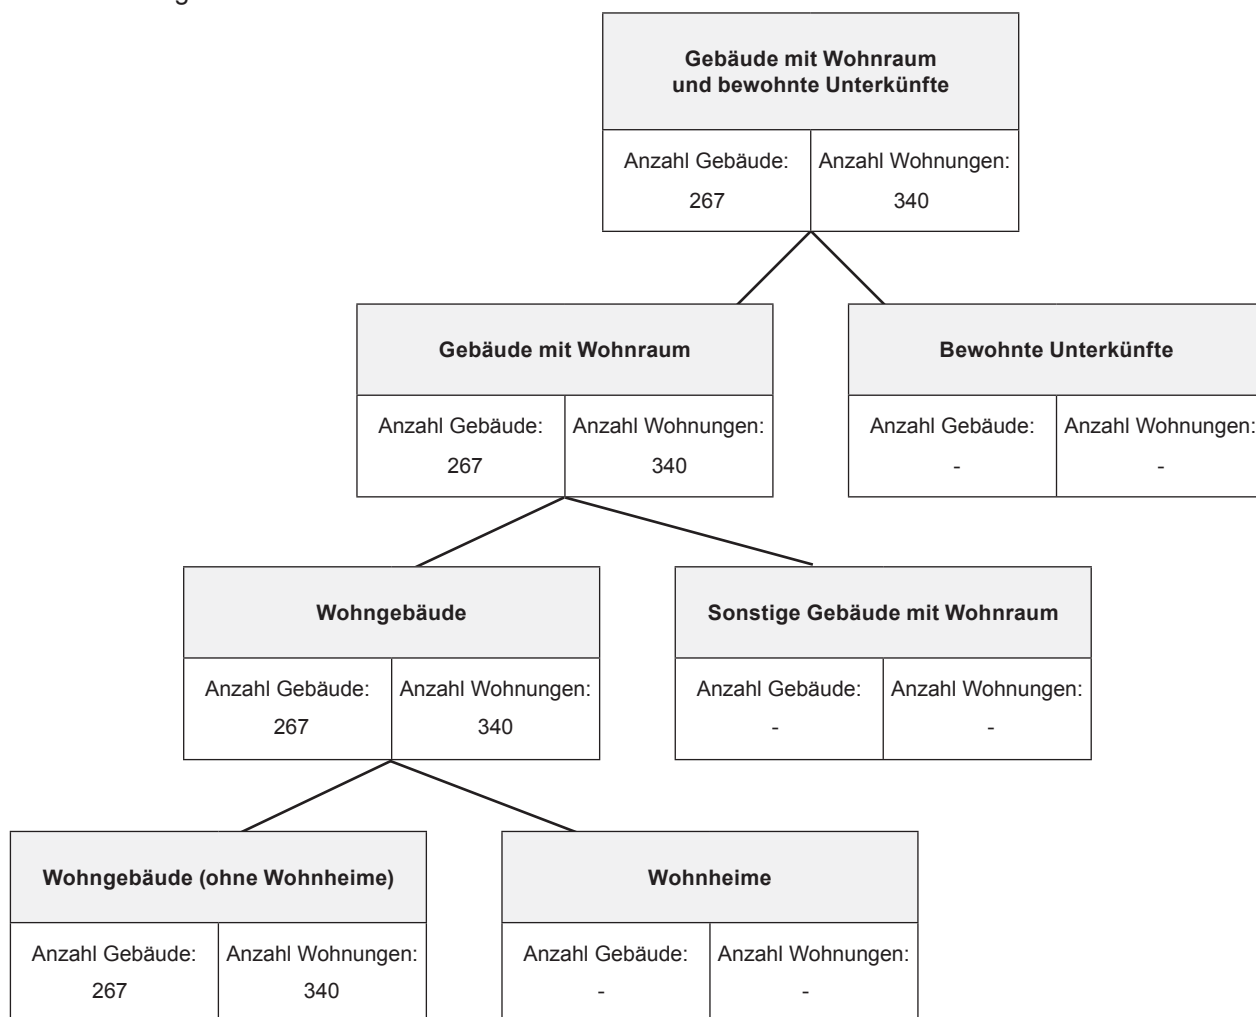 Gebäude mit Wohnraum
und bewohnte Unterkünfte
Anzahl Gebäude: Anzahl Wohnungen:
267 340
Gebäude mit Wohnraum
Bewohnte Unterkünfte
Anzahl Gebäude: Anzahl Wohnungen:
267 340
Anzahl Gebäude: Anzahl Wohnungen:
- -
Wohngebäude
Sonstige Gebäude mit Wohnraum
Anzahl Gebäude: Anzahl Wohnungen:
267 340
Anzahl Gebäude: Anzahl Wohnungen:
- -
Wohngebäude (ohne Wohnheime)
Wohnheime
Anzahl Gebäude: Anzahl Wohnungen:
267 340
Anzahl Gebäude: Anzahl Wohnungen:
- -